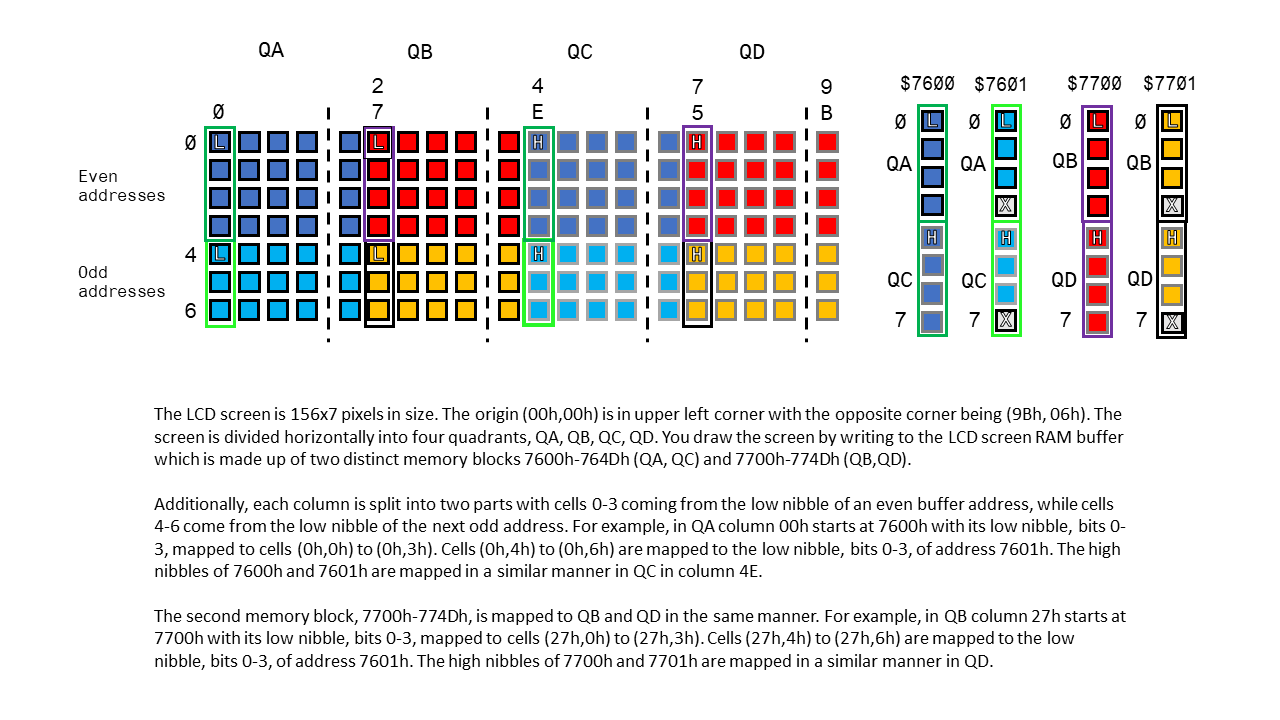 QA QB QC QD
2 4 7 9 $7600 $7601 $7700 $7701
Ø 7 E 5 B
Ø L L H H Ø L Ø L Ø L Ø L
QA QA QB QB
Even
addresses
X X
4 L L H H H H H H
Odd
addresses
QC QC QD QD
6 7 7 X 7 7 X
The LCD screen is 156x7 pixels in size. The origin (00h,00h) is in upper left corner with the opposite corner being (9Bh, 06h). The
screen is divided horizontally into four quadrants, QA, QB, QC, QD. You draw the screen by writing to the LCD screen RAM buffer
which is made up of two distinct memory blocks 7600h-764Dh (QA, QC) and 7700h-774Dh (QB,QD).
Additionally, each column is split into two parts with cells 0-3 coming from the low nibble of an even buffer address, while cells
4-6 come from the low nibble of the next odd address. For example, in QA column 00h starts at 7600h with its low nibble, bits 0-
3, mapped to cells (0h,0h) to (0h,3h). Cells (0h,4h) to (0h,6h) are mapped to the low nibble, bits 0-3, of address 7601h. The high
nibbles of 7600h and 7601h are mapped in a similar manner in QC in column 4E.
The second memory block, 7700h-774Dh, is mapped to QB and QD in the same manner. For example, in QB column 27h starts at
7700h with its low nibble, bits 0-3, mapped to cells (27h,0h) to (27h,3h). Cells (27h,4h) to (27h,6h) are mapped to the low
nibble, bits 0-3, of address 7601h. The high nibbles of 7700h and 7701h are mapped in a similar manner in QD.